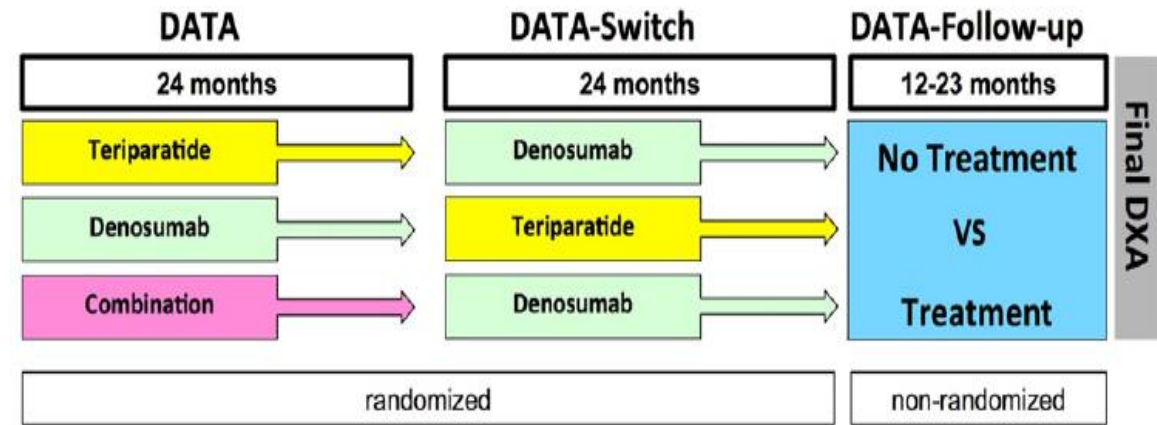 DATA
DATA-Switch
DATA-Follow-up
24 months
24 months
12-23 months
Teriparatide
Denosumab
Denosumab
Teriparatide
Combination
Denosumab
No Treatment
VS
Treatment
Final DXA
randomized
non-randomized